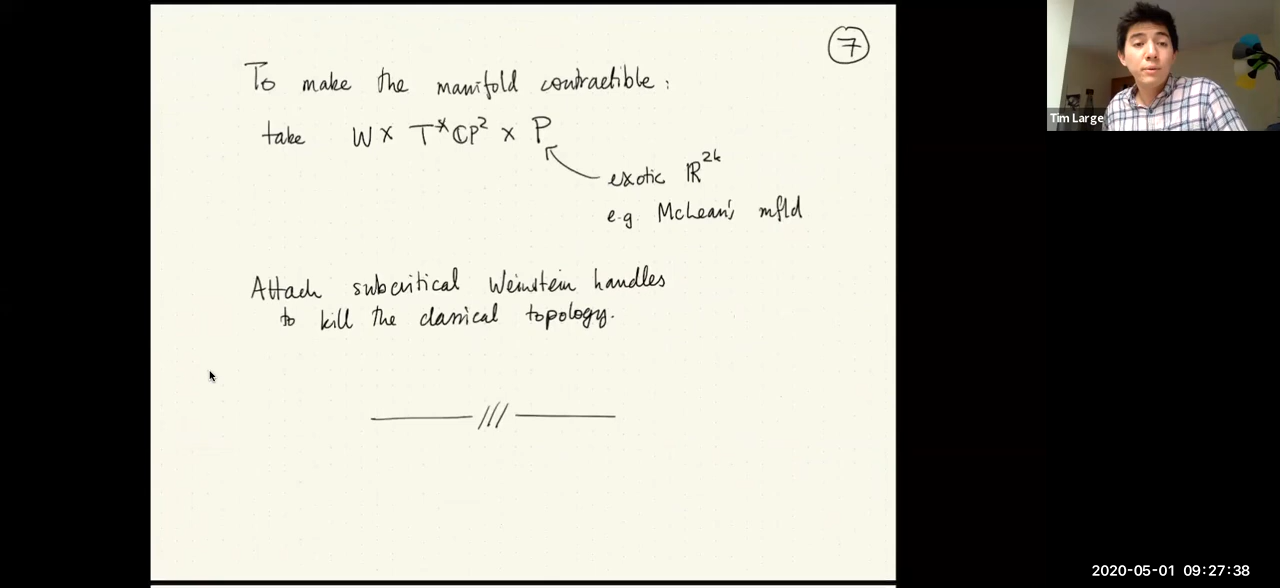 7
To make the manifold contractible:
take W × T*ℂP² × P
exotic ℝ²ᵏ
e.g. McLean's mfld
Attach subcritical Weinstein handles
to kill the classical topology.
Tim Large
2020-05-01 09:27:38